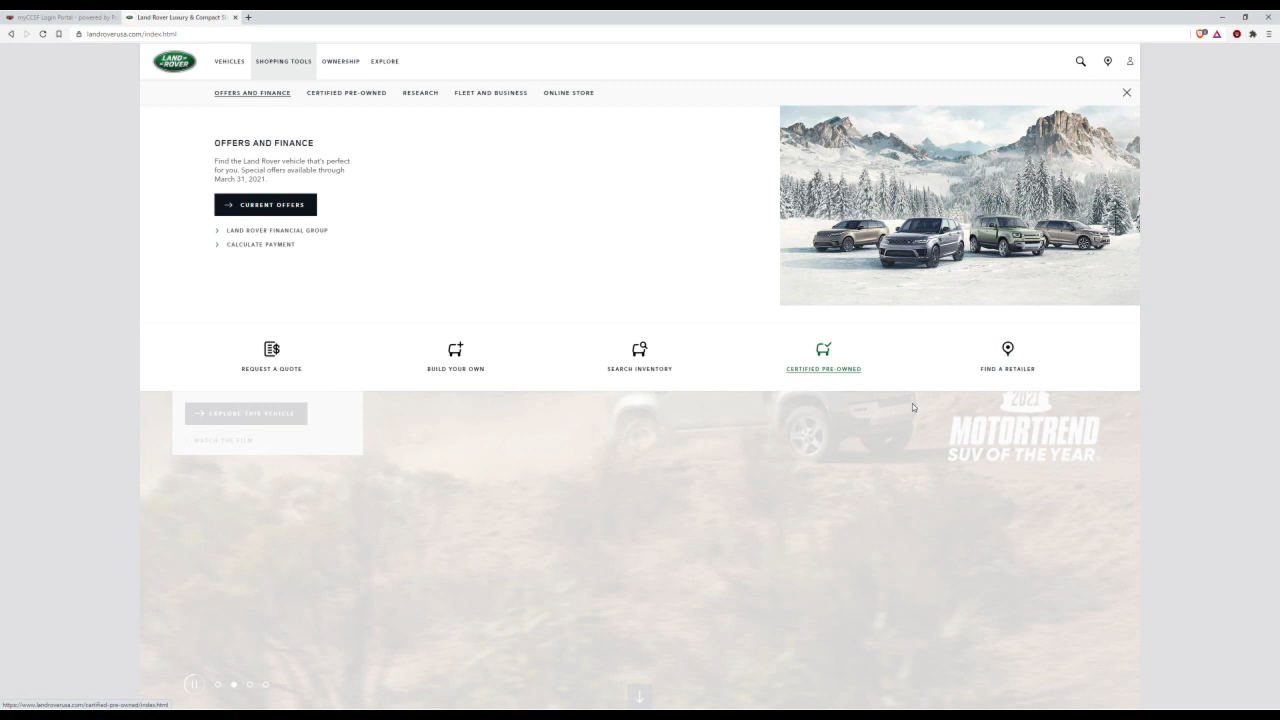 myCCSF Login Portal - powered by
Land Rover Luxury & Compact
landroverusa.com/index.html
LAND-
-ROVER
VEHICLES
SHOPPING TOOLS
OWNERSHIP
EXPLORE
OFFERS AND FINANCE
CERTIFIED PRE-OWNED
RESEARCH
FLEET AND BUSINESS
ONLINE STORE
OFFERS AND FINANCE
Find the Land Rover vehicle that's perfect
for you. Special offers available through
March 31, 2021.
CURRENT OFFERS
LAND ROVER FINANCIAL GROUP
CALCULATE PAYMENT
REQUEST A QUOTE
BUILD YOUR OWN
SEARCH INVENTORY
CERTIFIED PRE-OWNED
FIND A RETAILER
EXPLORE THIS VEHICLE
WATCH THE FILM
2021
MOTORTREND
SUV OF THE YEAR
https://www.landroverusa.com/certified-pre-owned/index.html